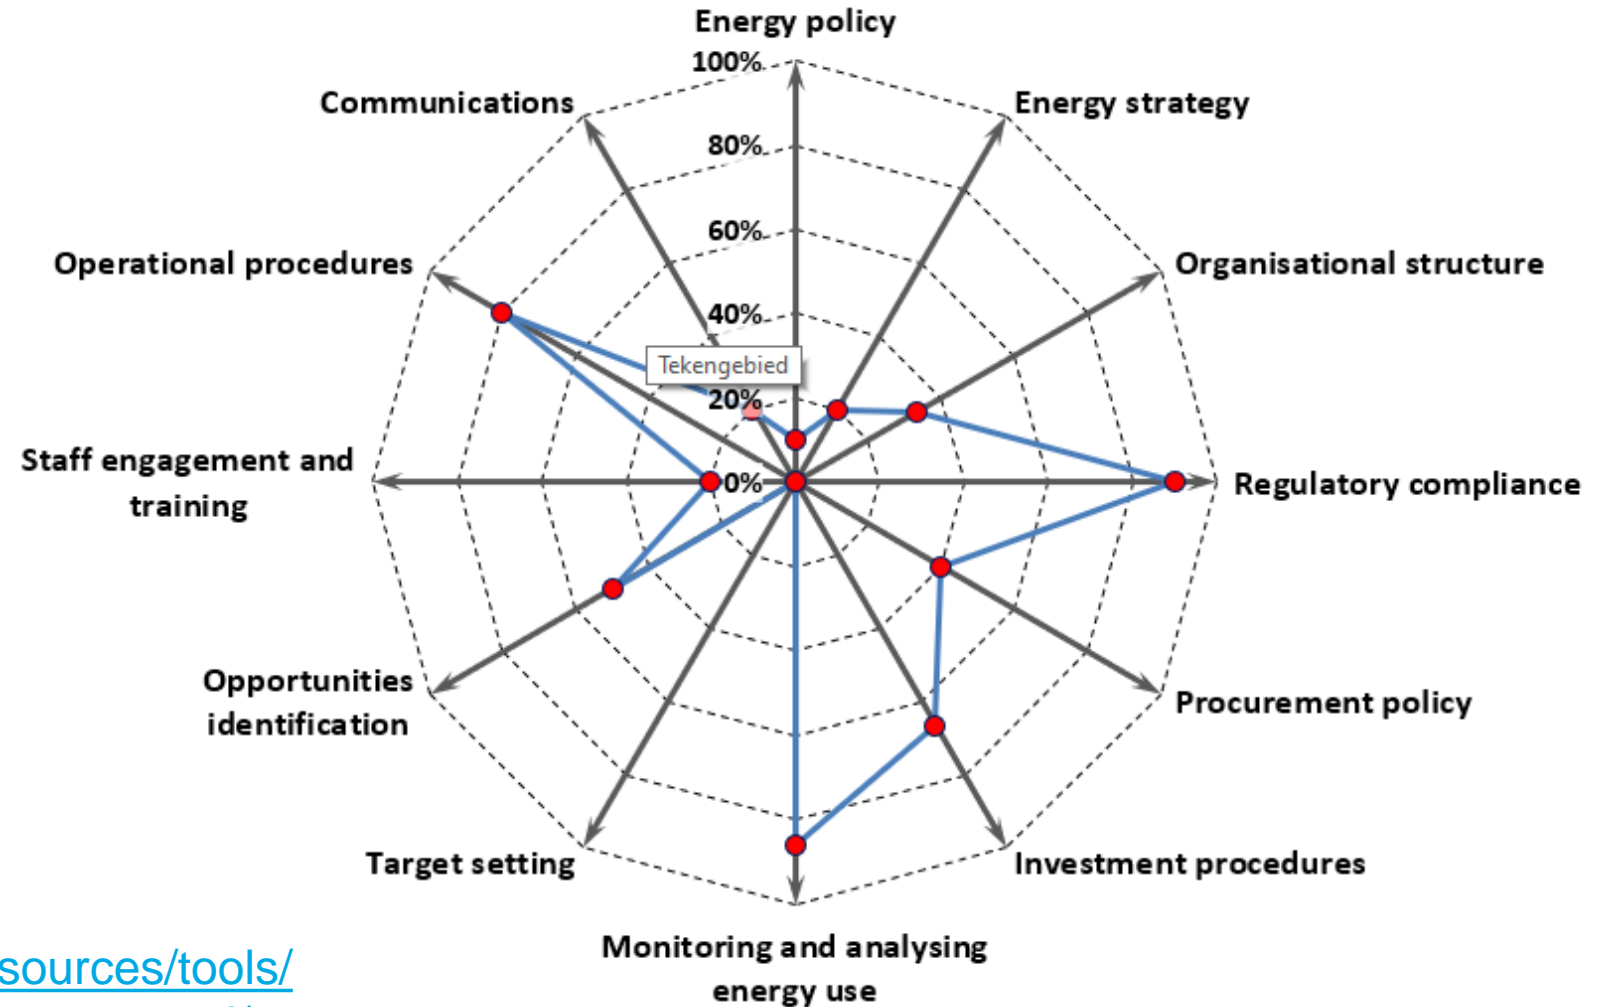 Energy policy
100%
Communications
Energy strategy
80%
60%
Operational procedures
Organisational structure
40%
Tekengebied
20%
Staff engagement and
training
0%
Regulatory compliance
Opportunities
identification
Procurement policy
Target setting
Investment procedures
Monitoring and analysing
energy use
sources/tools/